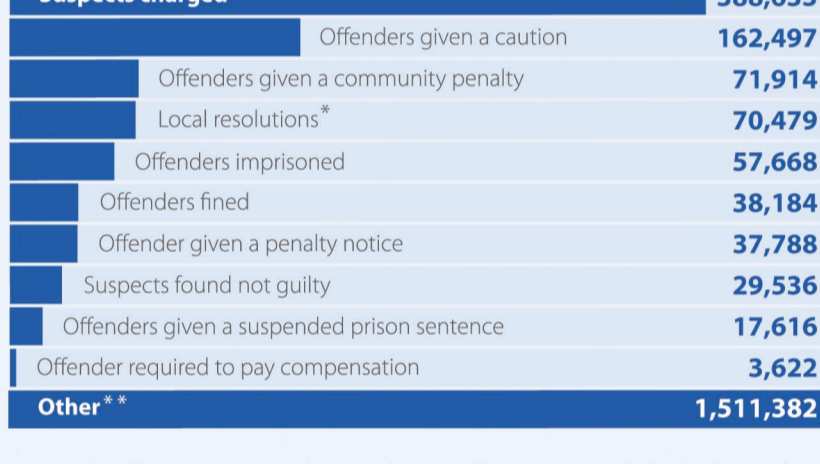 Suspects charged
Offenders given a caution 162,497
Offenders given a community penalty 71,914
Local resolutions* 70,479
Offenders imprisoned 57,668
Offenders fined 38,184
Offender given a penalty notice 37,788
Suspects found not guilty 29,536
Offenders given a suspended prison sentence 17,616
Offender required to pay compensation 3,622
Other** 1,511,382